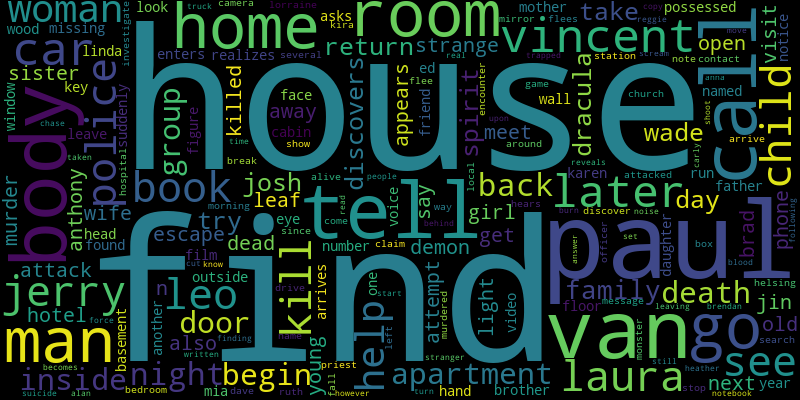 woman
wood
missing
look
truck
camera
lorraine
mother
possessed
copy
reggie
home
room
kira
asks
mirror
flees
take
vincent
visit
call
notice
car
linda
police
investigate
enters
realizes
several
return
strange
real
flee
trapped
move
scream
station
note
contact
open
sister
key
window
body
suddenly
hospital
leave
chase
taken
house
group
figure
killed
face
away
cabin
show
time
break
discovers
appears
ed
friend
spirit
encounter
game
wall
upon
dracula
church
named
anna
shoot
arrive
child
murder
anthony
wife
head
found
book
josh
leaf
morning
alive
people
local
meet
around
wade
karen
reveals
attacked
run
carly
father
try
escape
dead
eye
since
tell
come
read
voice
say
way
behind
girl
hears
back
later
burn
discover
noise
day
daughter
brad
phone
following
attack
film
cut
know
outside
number
claim
demon
get
answer
officer
set
box
blood
helsing
find
paul
jerry
hotel
force
n
leo
drive
kill
arrives
one
start
light
video
family
message
leaving
brendan
death
jin
old
search
man
basement
another
also
door
finding
written
name
young
priest
help
left
attempt
murdered
stranger
floor
van
monster
still
go
see
inside
becomes
suicide
alan
night
bedroom
mia
dave
begin
ruth
fall
however
apartment
turn
hand
brother
laura
heather
stop
next
year
notebook